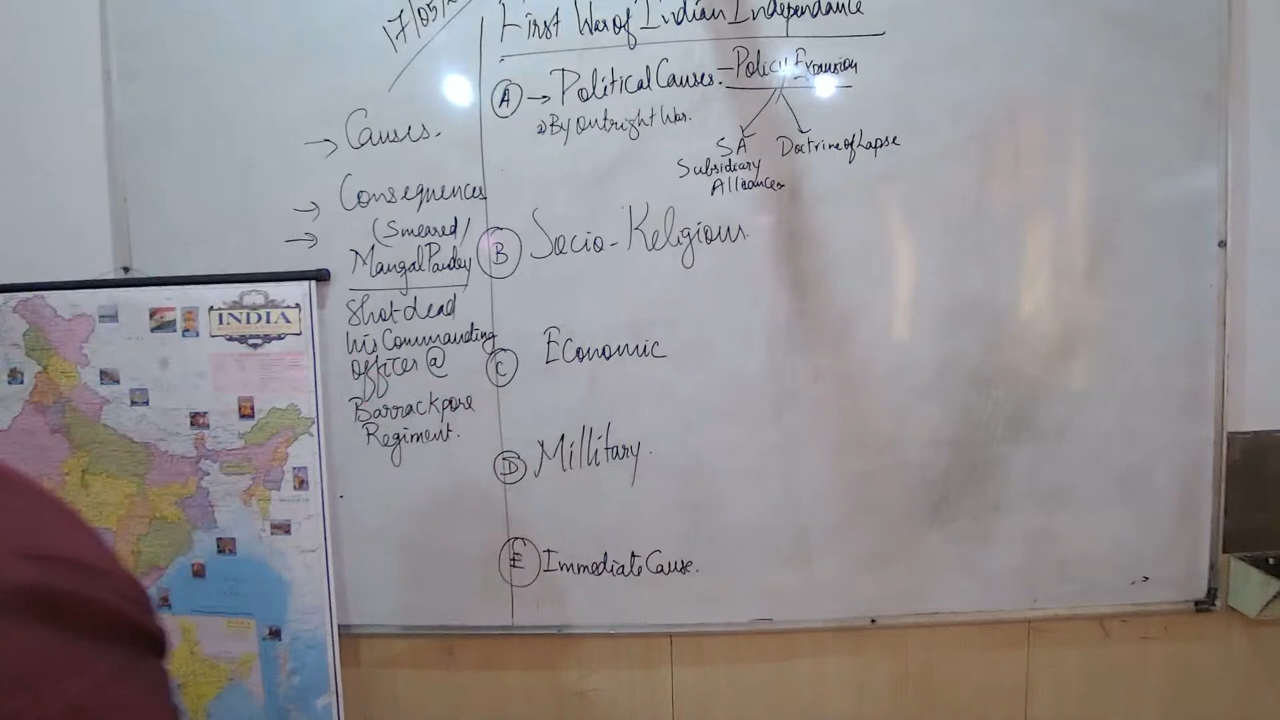 17/05/
→ Causes.
→ Consequences
→ (Smeared)
Mangal Pandey
Shot dead
his Commanding
officer @
Barrackpore
Regiment.
First War of Indian Independance
(A) → Political Causes. - Policy Expansion
a) By Outright War.
SA
Subsidiary
Alliances
Doctrine of Lapse
(B) Socio-Religious.
(C) Economic
(D) Millitary.
(E) Immediate Cause.
INDIA